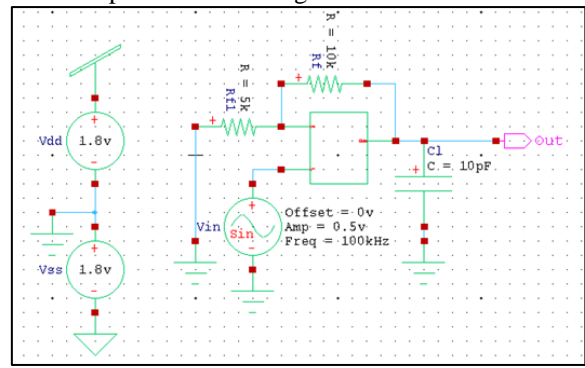 R = 10k
Rf
R = 5k
Rf1
Vdd
1.8v
Out
Cl
C = 10pF
Vin
Sin
Offset = 0v
Amp = 0.5v
Freq = 100kHz
Vss
1.8v